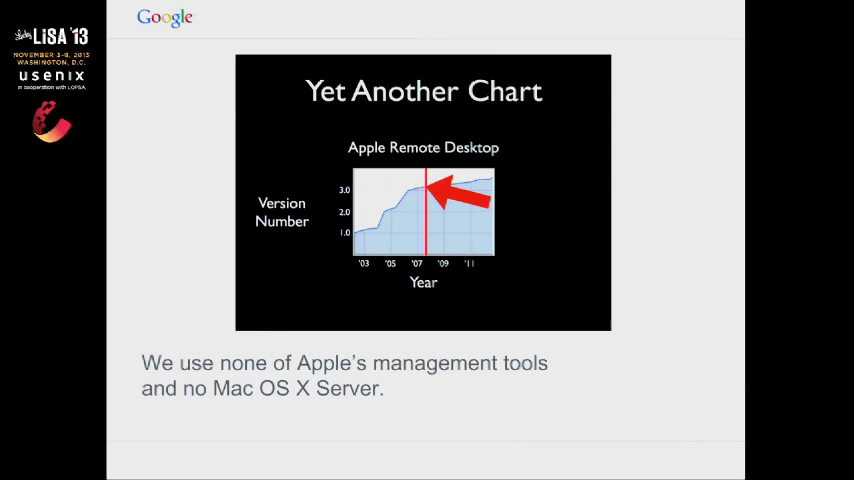 Lucky
LiSA '13
NOVEMBER 3–8, 2013
WASHINGTON, D.C.
usenix
in cooperation with LOPSA.
Google
Yet Another Chart
Apple Remote Desktop
Version
Number
3.0
2.0
1.0
'03 '05 '07 '09 '11
Year
We use none of Apple's management tools
and no Mac OS X Server.